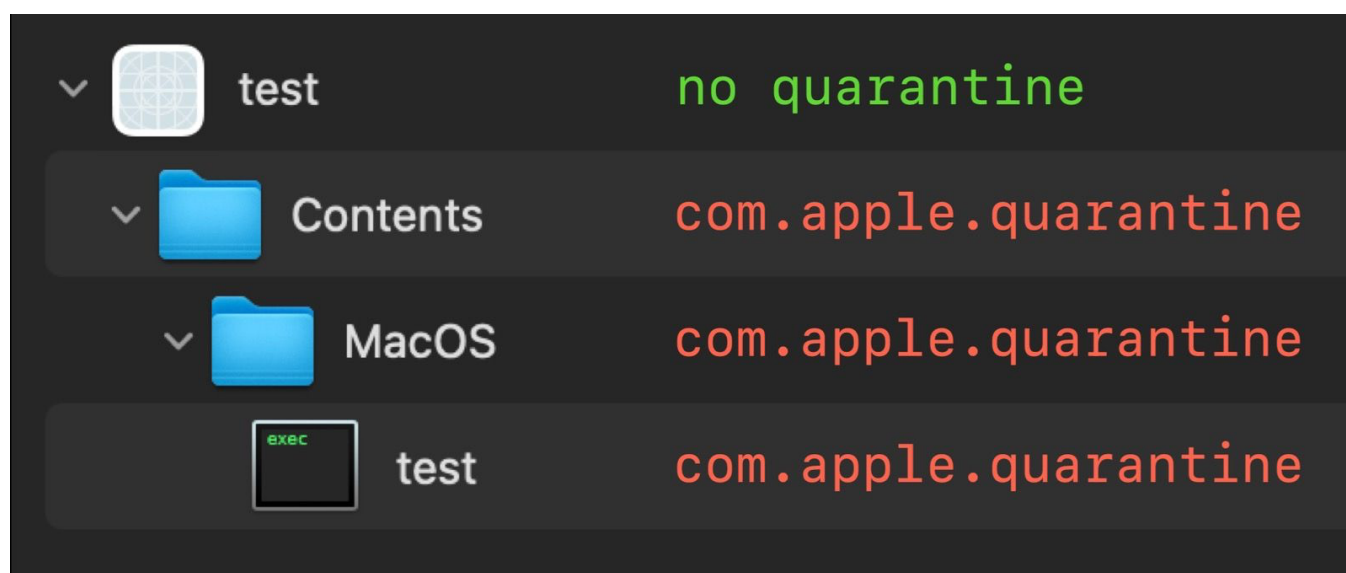 test no quarantine
Contents com.apple.quarantine
MacOS com.apple.quarantine
exec
test com.apple.quarantine